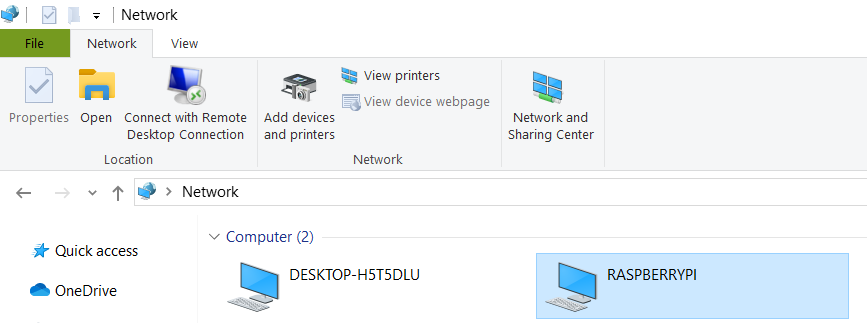 Network
File
Network
View
Properties
Open
Connect with Remote
Desktop Connection
Location
Add devices
and printers
View printers
View device webpage
Network
Network and
Sharing Center
Network
Quick access
OneDrive
Computer (2)
DESKTOP-H5T5DLU
RASPBERRYPI